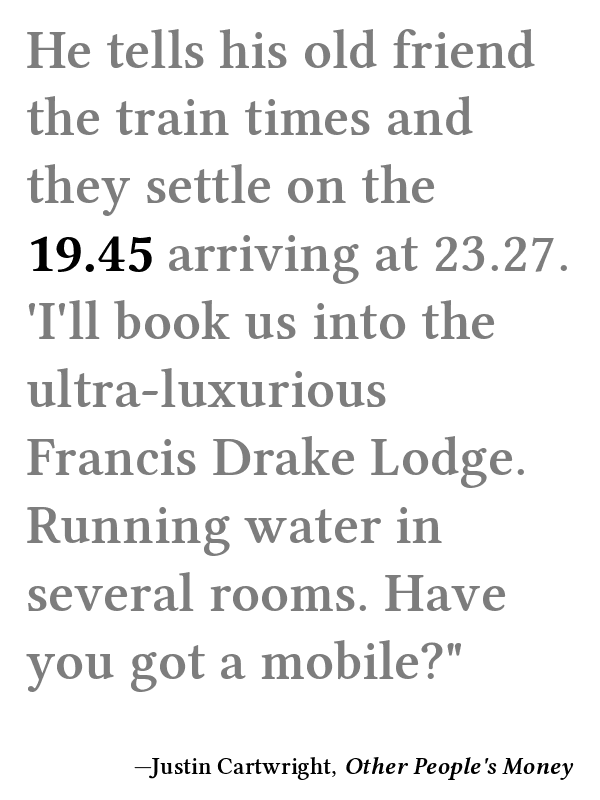 He tells his old friend
the train times and
they settle on the
19.45 arriving at 23.27.
'I'll book us into the
ultra-luxurious
Francis Drake Lodge.
Running water in
several rooms. Have
you got a mobile?"
—Justin Cartwright, Other People's Money